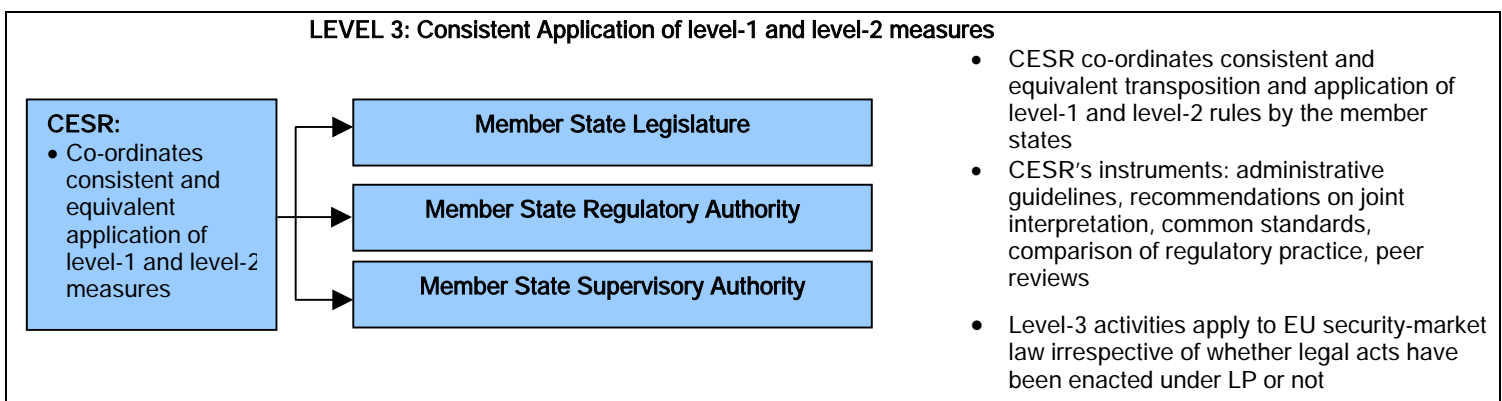 LEVEL 3: Consistent Application of level-1 and level-2 measures
CESR:
• Co-ordinates
consistent and
equivalent
application of
level-1 and level-2
measures
Member State Legislature
Member State Regulatory Authority
Member State Supervisory Authority
• CESR co-ordinates consistent and
equivalent transposition and application of
level-1 and level-2 rules by the member
states
• CESR's instruments: administrative
guidelines, recommendations on joint
interpretation, common standards,
comparison of regulatory practice, peer
reviews
• Level-3 activities apply to EU security-market
law irrespective of whether legal acts have
been enacted under LP or not